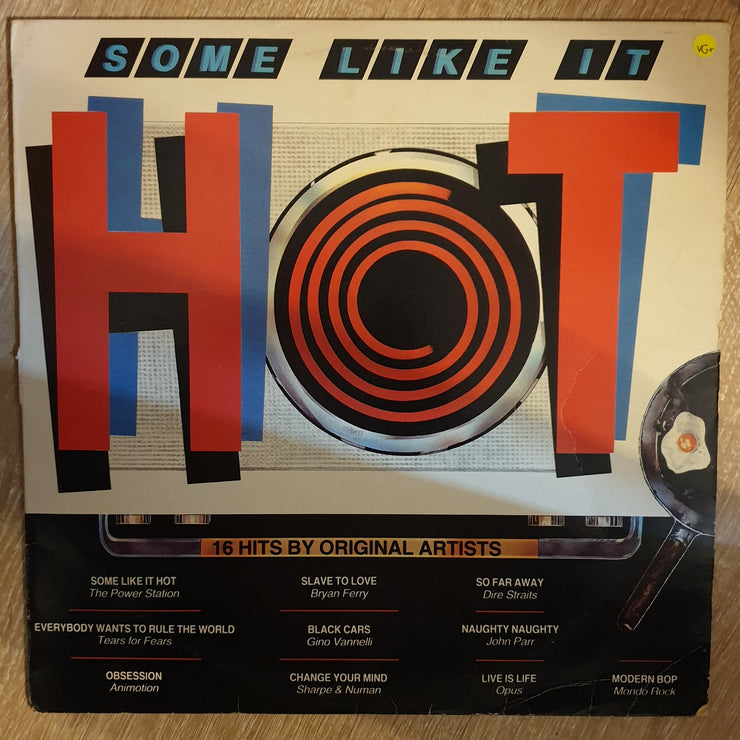 SOME LIKE IT
VG+
HOT
16 HITS BY ORIGINAL ARTISTS
SOME LIKE IT HOT
The Power Station
SLAVE TO LOVE
Bryan Ferry
SO FAR AWAY
Dire Straits
EVERYBODY WANTS TO RULE THE WORLD
Tears for Fears
BLACK CARS
Gino Vannelli
NAUGHTY NAUGHTY
John Parr
OBSESSION
Animotion
CHANGE YOUR MIND
Sharpe & Numan
LIVE IS LIFE
Opus
MODERN BOP
Mondo Rock